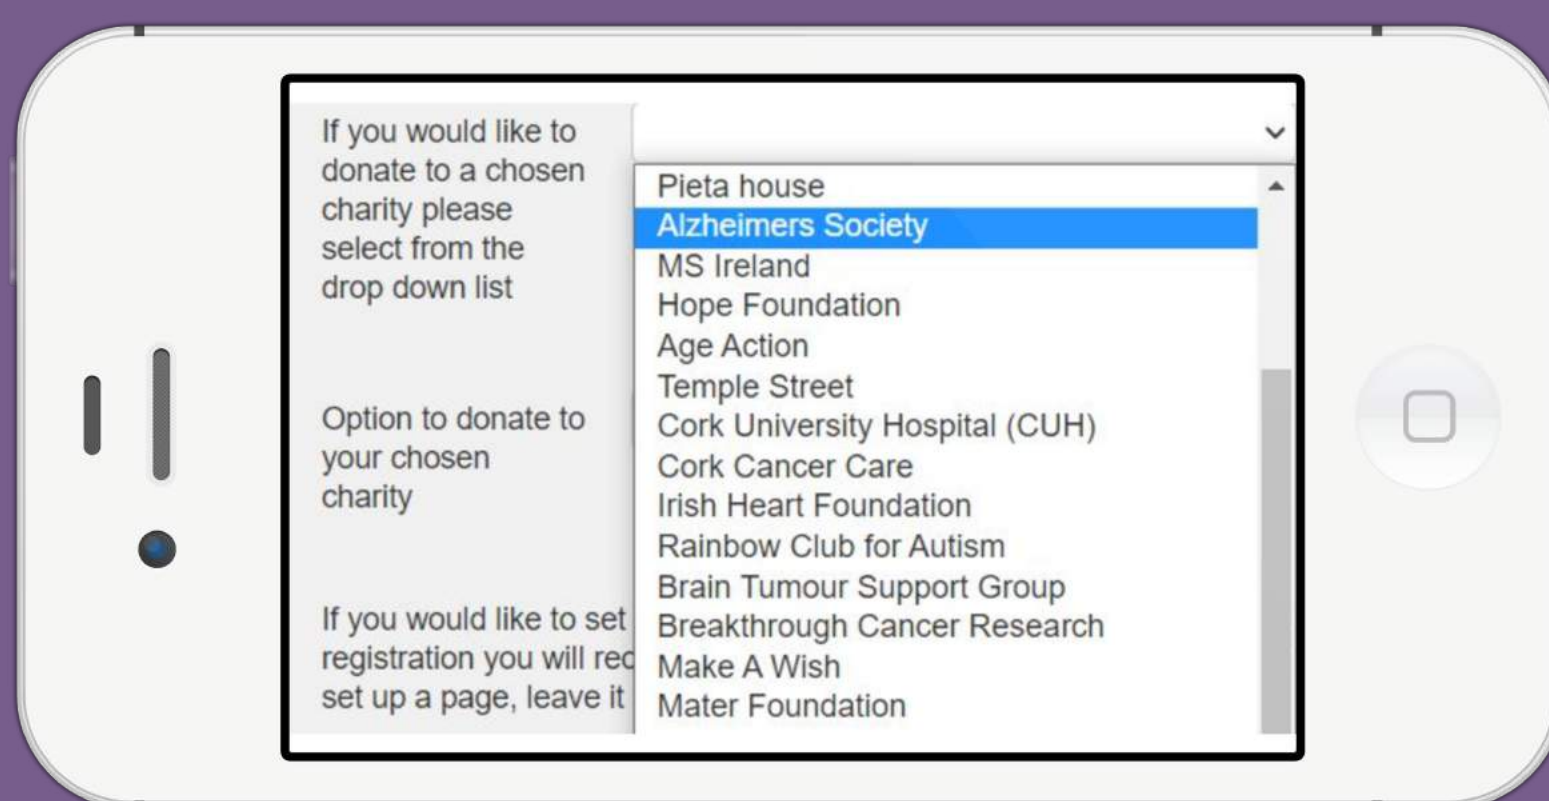 If you would like to
donate to a chosen
charity please
select from the
drop down list
Option to donate to
your chosen
charity
If you would like to set
registration you will rec
set up a page, leave it
Pieta house
Alzheimers Society
MS Ireland
Hope Foundation
Age Action
Temple Street
Cork University Hospital (CUH)
Cork Cancer Care
Irish Heart Foundation
Rainbow Club for Autism
Brain Tumour Support Group
Breakthrough Cancer Research
Make A Wish
Mater Foundation